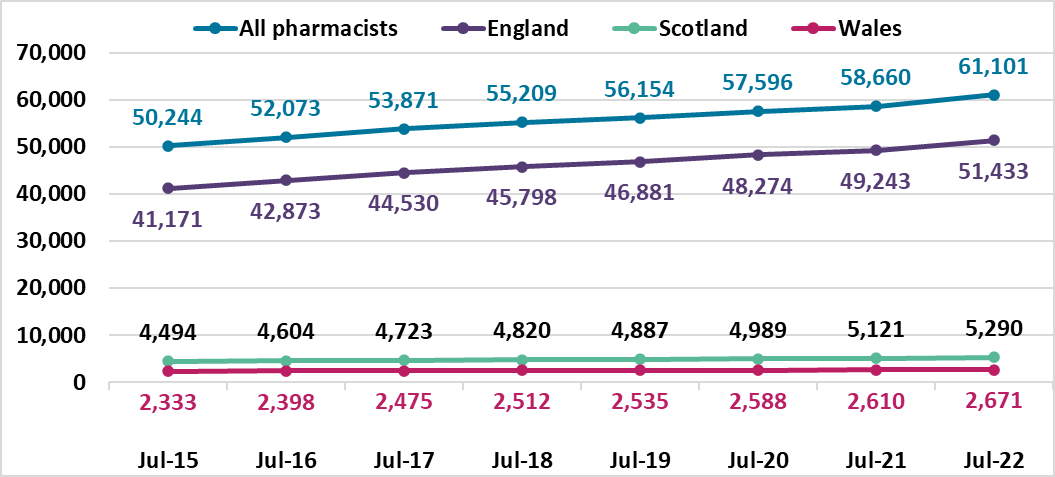 All pharmacists England Scotland Wales
70,000
60,000
50,000
40,000
30,000
20,000
10,000
0
50,244 52,073 53,871 55,209 56,154 57,596 58,660 61,101
41,171 42,873 44,530 45,798 46,881 48,274 49,243 51,433
4,494 4,604 4,723 4,820 4,887 4,989 5,121 5,290
2,333 2,398 2,475 2,512 2,535 2,588 2,610 2,671
Jul-15 Jul-16 Jul-17 Jul-18 Jul-19 Jul-20 Jul-21 Jul-22